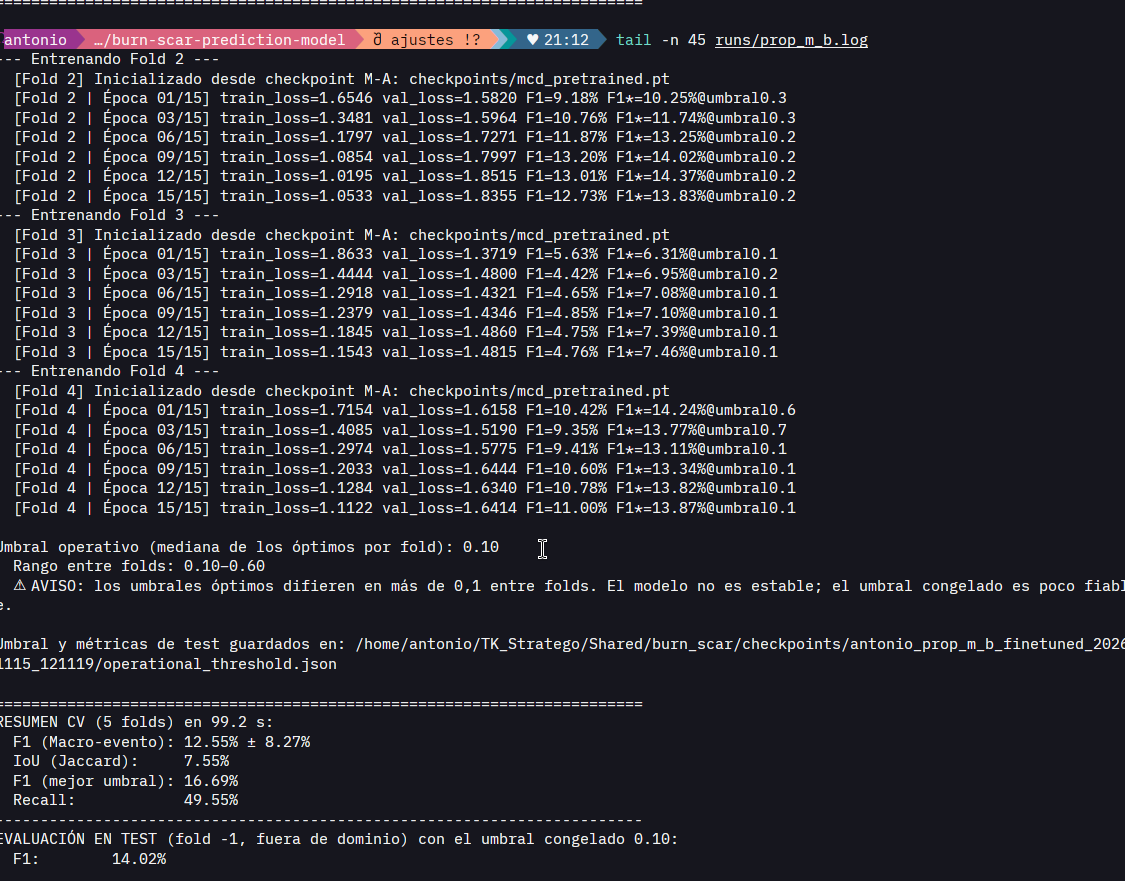 ======================================================================
antonio …/burn-scar-prediction-model ð ajustes !? ♥ 21:12 tail -n 45 runs/prop_m_b.log
--- Entrenando Fold 2 ---
[Fold 2] Inicializado desde checkpoint M-A: checkpoints/mcd_pretrained.pt
[Fold 2 | Época 01/15] train_loss=1.6546 val_loss=1.5820 F1=9.18% F1*=10.25%@umbral0.3
[Fold 2 | Época 03/15] train_loss=1.3481 val_loss=1.5964 F1=10.76% F1*=11.74%@umbral0.3
[Fold 2 | Época 06/15] train_loss=1.1797 val_loss=1.7271 F1=11.87% F1*=13.25%@umbral0.2
[Fold 2 | Época 09/15] train_loss=1.0854 val_loss=1.7997 F1=13.20% F1*=14.02%@umbral0.2
[Fold 2 | Época 12/15] train_loss=1.0195 val_loss=1.8515 F1=13.01% F1*=14.37%@umbral0.2
[Fold 2 | Época 15/15] train_loss=1.0533 val_loss=1.8355 F1=12.73% F1*=13.83%@umbral0.2
--- Entrenando Fold 3 ---
[Fold 3] Inicializado desde checkpoint M-A: checkpoints/mcd_pretrained.pt
[Fold 3 | Época 01/15] train_loss=1.8633 val_loss=1.3719 F1=5.63% F1*=6.31%@umbral0.1
[Fold 3 | Época 03/15] train_loss=1.4444 val_loss=1.4800 F1=4.42% F1*=6.95%@umbral0.2
[Fold 3 | Época 06/15] train_loss=1.2918 val_loss=1.4321 F1=4.65% F1*=7.08%@umbral0.1
[Fold 3 | Época 09/15] train_loss=1.2379 val_loss=1.4346 F1=4.85% F1*=7.10%@umbral0.1
[Fold 3 | Época 12/15] train_loss=1.1845 val_loss=1.4860 F1=4.75% F1*=7.39%@umbral0.1
[Fold 3 | Época 15/15] train_loss=1.1543 val_loss=1.4815 F1=4.76% F1*=7.46%@umbral0.1
--- Entrenando Fold 4 ---
[Fold 4] Inicializado desde checkpoint M-A: checkpoints/mcd_pretrained.pt
[Fold 4 | Época 01/15] train_loss=1.7154 val_loss=1.6158 F1=10.42% F1*=14.24%@umbral0.6
[Fold 4 | Época 03/15] train_loss=1.4085 val_loss=1.5190 F1=9.35% F1*=13.77%@umbral0.7
[Fold 4 | Época 06/15] train_loss=1.2974 val_loss=1.5775 F1=9.41% F1*=13.11%@umbral0.1
[Fold 4 | Época 09/15] train_loss=1.2033 val_loss=1.6444 F1=10.60% F1*=13.34%@umbral0.1
[Fold 4 | Época 12/15] train_loss=1.1284 val_loss=1.6340 F1=10.78% F1*=13.82%@umbral0.1
[Fold 4 | Época 15/15] train_loss=1.1122 val_loss=1.6414 F1=11.00% F1*=13.87%@umbral0.1
Umbral operativo (mediana de los óptimos por fold): 0.10
Rango entre folds: 0.10–0.60
⚠ AVISO: los umbrales óptimos difieren en más de 0,1 entre folds. El modelo no es estable; el umbral congelado es poco fiabl
e.
Umbral y métricas de test guardados en: /home/antonio/TK_Stratego/Shared/burn_scar/checkpoints/antonio_prop_m_b_finetuned_2026
1115_121119/operational_threshold.json
======================================================================
RESUMEN CV (5 folds) en 99.2 s:
F1 (Macro-evento): 12.55% ± 8.27%
IoU (Jaccard): 7.55%
F1 (mejor umbral): 16.69%
Recall: 49.55%
----------------------------------------------------------------------
EVALUACIÓN EN TEST (fold -1, fuera de dominio) con el umbral congelado 0.10:
F1: 14.02%